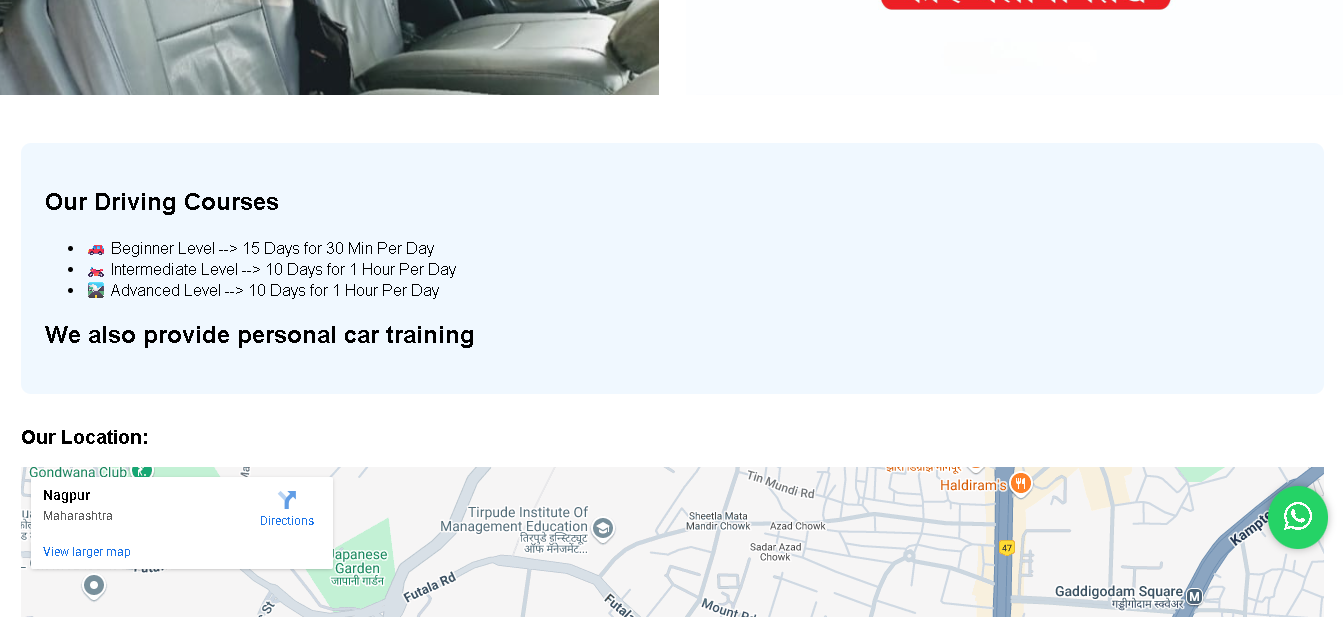 Our Driving Courses
🚗 Beginner Level --> 15 Days for 30 Min Per Day
🏍️ Intermediate Level --> 10 Days for 1 Hour Per Day
🛣️ Advanced Level --> 10 Days for 1 Hour Per Day
We also provide personal car training
Our Location:
Gondwana Club
Nagpur
Maharashtra
Directions
View larger map
Japanese
Garden
जापानी गार्डन
Futala Rd
Tirpude Institute Of
Management Education
तिरपुडे इन्स्टिट्यूट
ऑफ मॅनेजमेंट...
Sheetla Mata
Mandir Chowk
Azad Chowk
Sadar Azad
Chowk
Tin Mundi Rd
Haldiram's
47
Mount
Gaddigodam Square
गड्डीगोदाम स्क्वेअर
M